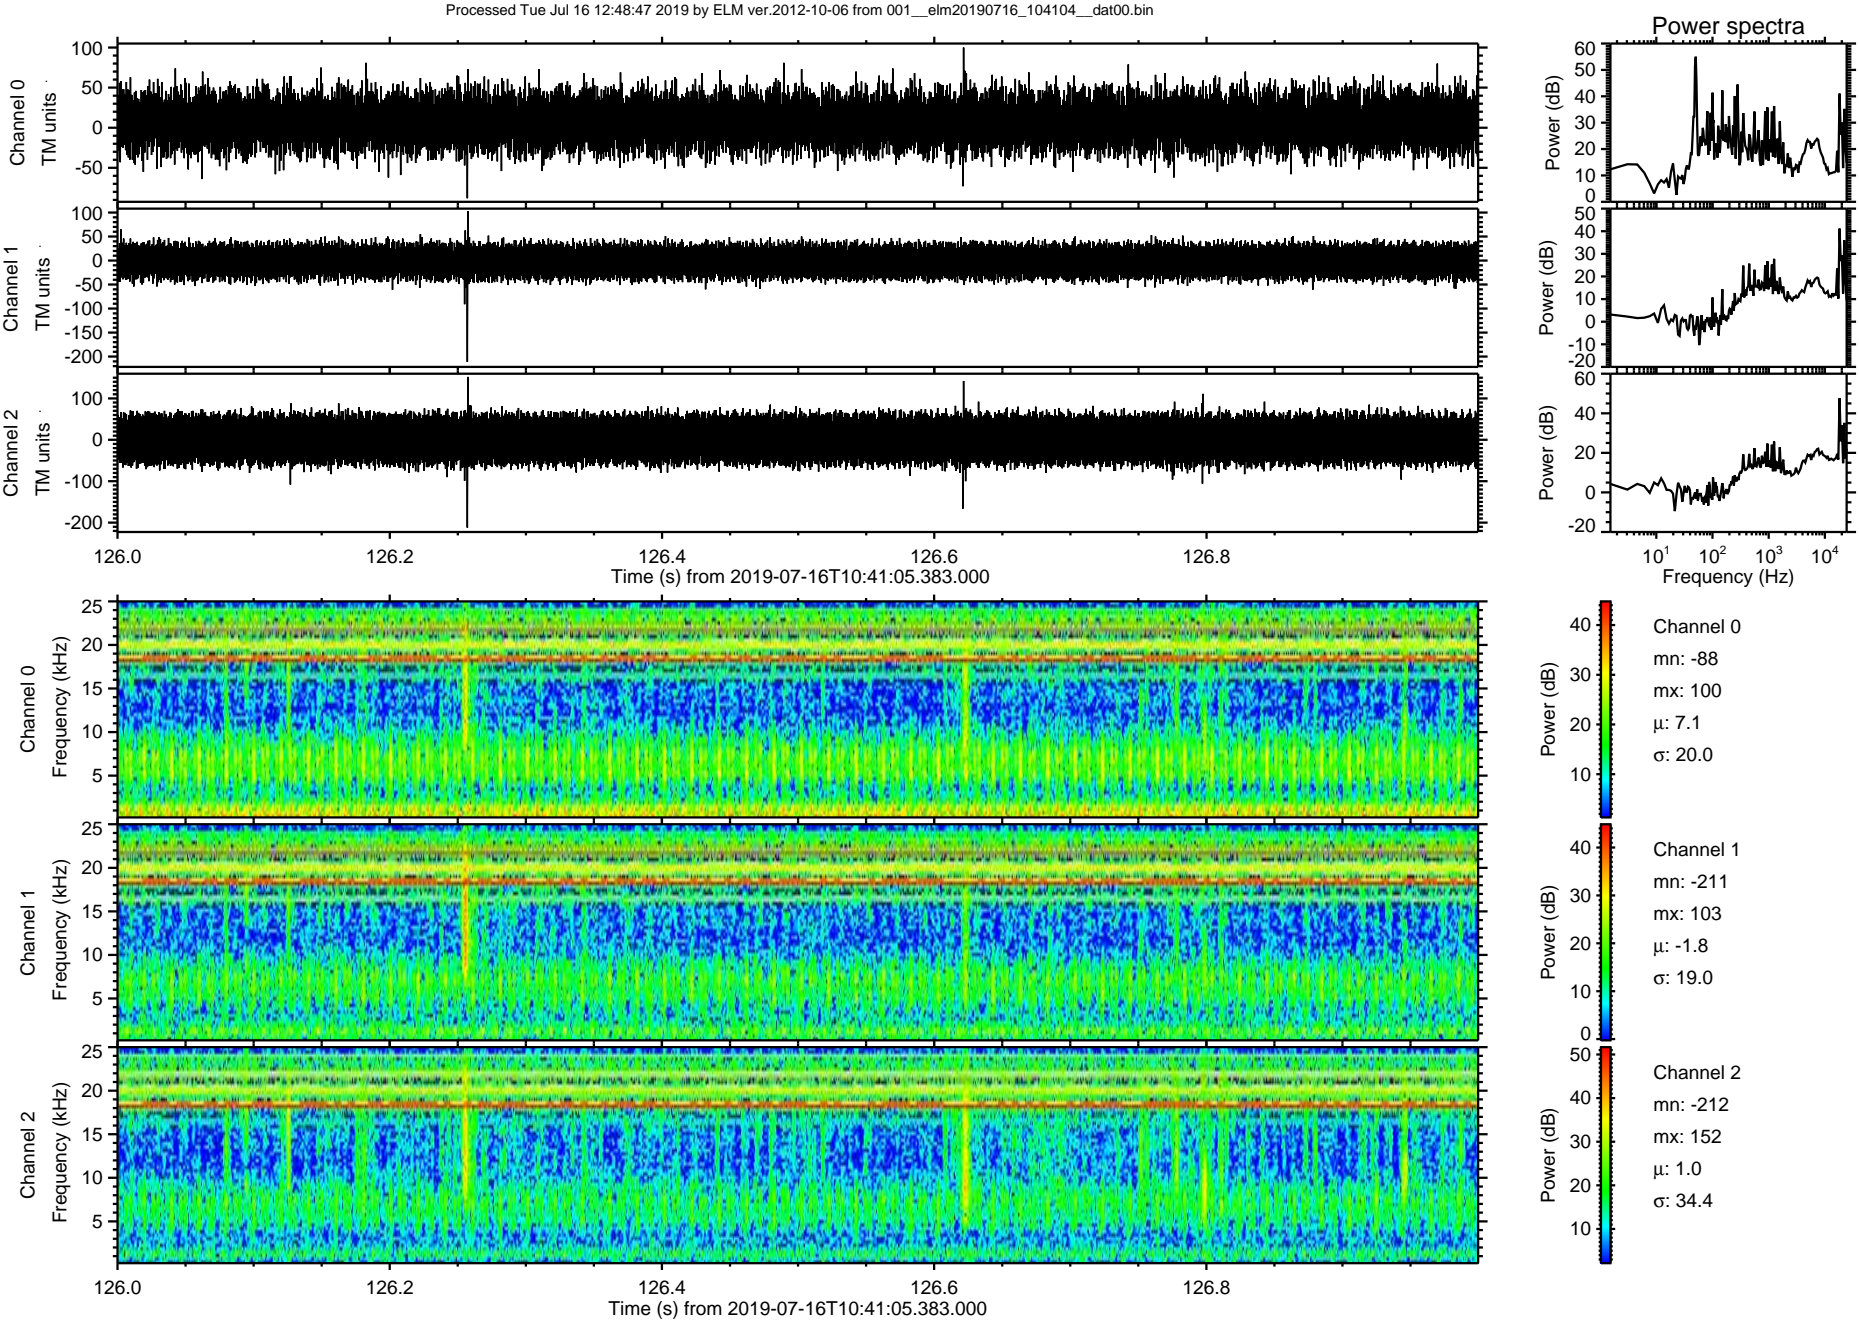 Processed Tue Jul 16 12:48:47 2019 by ELM ver.2012-10-06 from 001__elm20190716_104104__dat00.bin
Power spectra
Channel 0
TM units
100
50
0
-50
Power (dB)
60
50
40
30
20
10
0
Channel 1
TM units
100
50
0
-50
-100
-150
-200
Power (dB)
50
40
30
20
10
0
-10
-20
Channel 2
TM units
100
0
-100
-200
Power (dB)
60
40
20
0
-20
126.0 126.2 126.4 126.6 126.8
Time (s) from 2019-07-16T10:41:05.383.000
10^1 10^2 10^3 10^4
Frequency (Hz)
Channel 0
Frequency (kHz)
25
20
15
10
5
Power (dB)
40
30
20
10
Channel 0
mn: -88
mx: 100
μ: 7.1
σ: 20.0
Channel 1
Frequency (kHz)
25
20
15
10
5
Power (dB)
40
30
20
10
0
Channel 1
mn: -211
mx: 103
μ: -1.8
σ: 19.0
Channel 2
Frequency (kHz)
25
20
15
10
5
Power (dB)
50
40
30
20
10
Channel 2
mn: -212
mx: 152
μ: 1.0
σ: 34.4
126.0 126.2 126.4 126.6 126.8
Time (s) from 2019-07-16T10:41:05.383.000